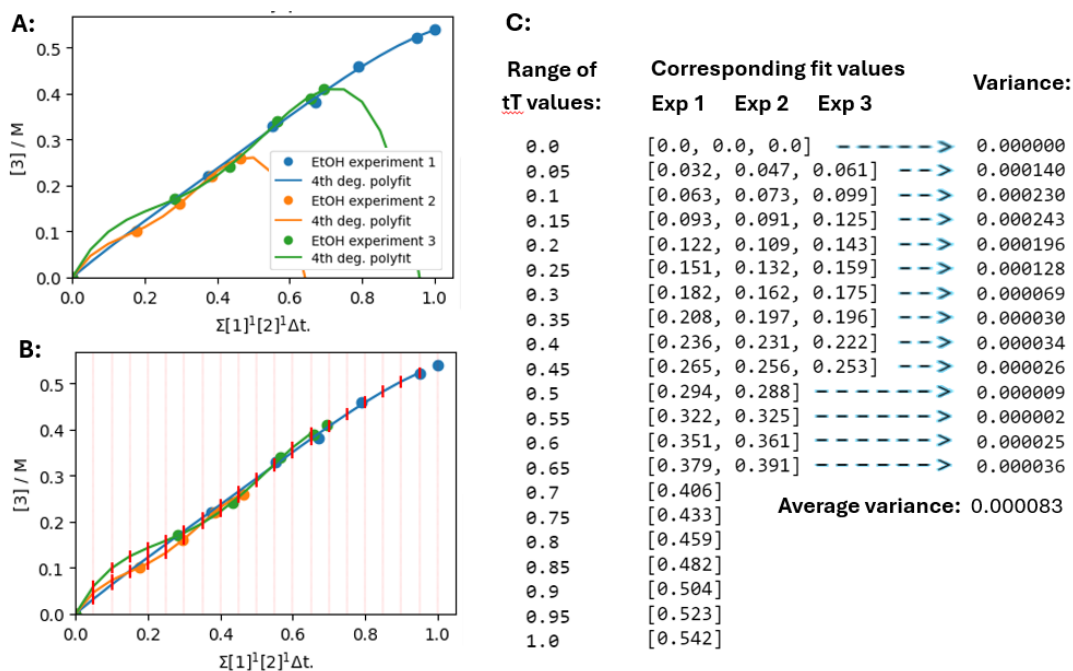 A:
0.5
0.4
0.3
0.2
0.1
0.0
[3] / M
EtOH experiment 1
4th deg. polyfit
EtOH experiment 2
4th deg. polyfit
EtOH experiment 3
4th deg. polyfit
0.0 0.2 0.4 0.6 0.8 1.0
Σ[1]¹[2]¹Δt.
B:
0.5
0.4
0.3
0.2
0.1
0.0
[3] / M
0.0 0.2 0.4 0.6 0.8 1.0
Σ[1]¹[2]¹Δt.
C:
Range of tT values:
Corresponding fit values
Exp 1 Exp 2 Exp 3
Variance:
0.0 [0.0, 0.0, 0.0] 0.000000
0.05 [0.032, 0.047, 0.061] 0.000140
0.1 [0.063, 0.073, 0.099] 0.000230
0.15 [0.093, 0.091, 0.125] 0.000243
0.2 [0.122, 0.109, 0.143] 0.000196
0.25 [0.151, 0.132, 0.159] 0.000128
0.3 [0.182, 0.162, 0.175] 0.000069
0.35 [0.208, 0.197, 0.196] 0.000030
0.4 [0.236, 0.231, 0.222] 0.000034
0.45 [0.265, 0.256, 0.253] 0.000026
0.5 [0.294, 0.288] 0.000009
0.55 [0.322, 0.325] 0.000002
0.6 [0.351, 0.361] 0.000025
0.65 [0.379, 0.391] 0.000036
0.7 [0.406]
0.75 [0.433]
0.8 [0.459]
0.85 [0.482]
0.9 [0.504]
0.95 [0.523]
1.0 [0.542]
Average variance: 0.000083